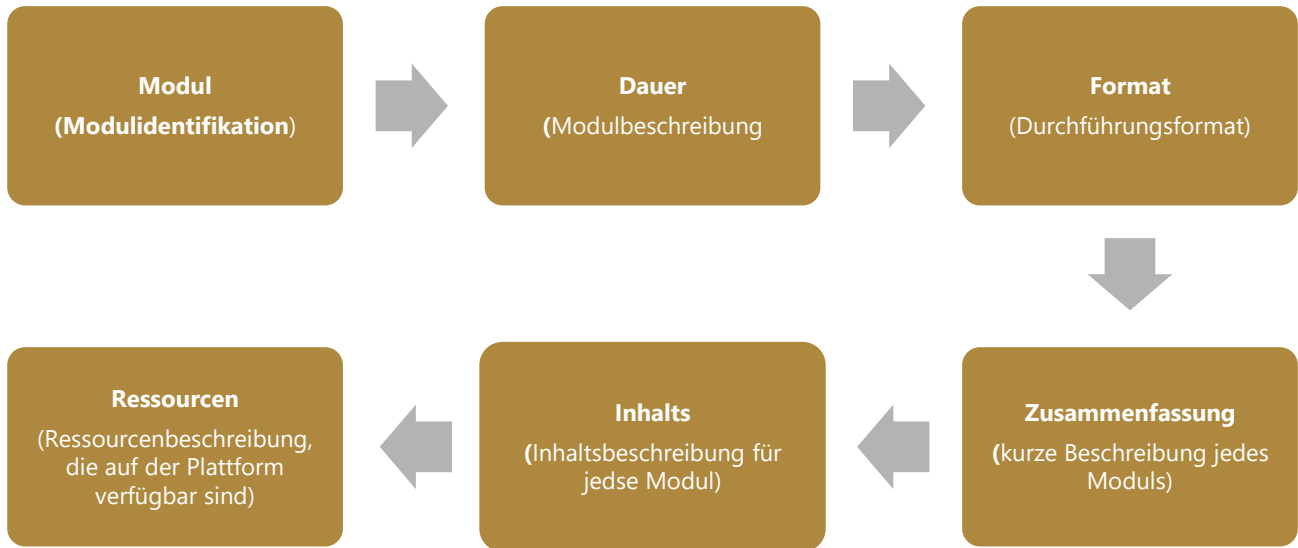 Modul
(Modulidentifikation)
Dauer
(Modulbeschreibung
Format
(Durchführungsformat)
Zusammenfassung
(kurze Beschreibung jedes
Moduls)
Inhalts
(Inhaltsbeschreibung für
jedse Modul)
Ressourcen
(Ressourcenbeschreibung,
die auf der Plattform
verfügbar sind)